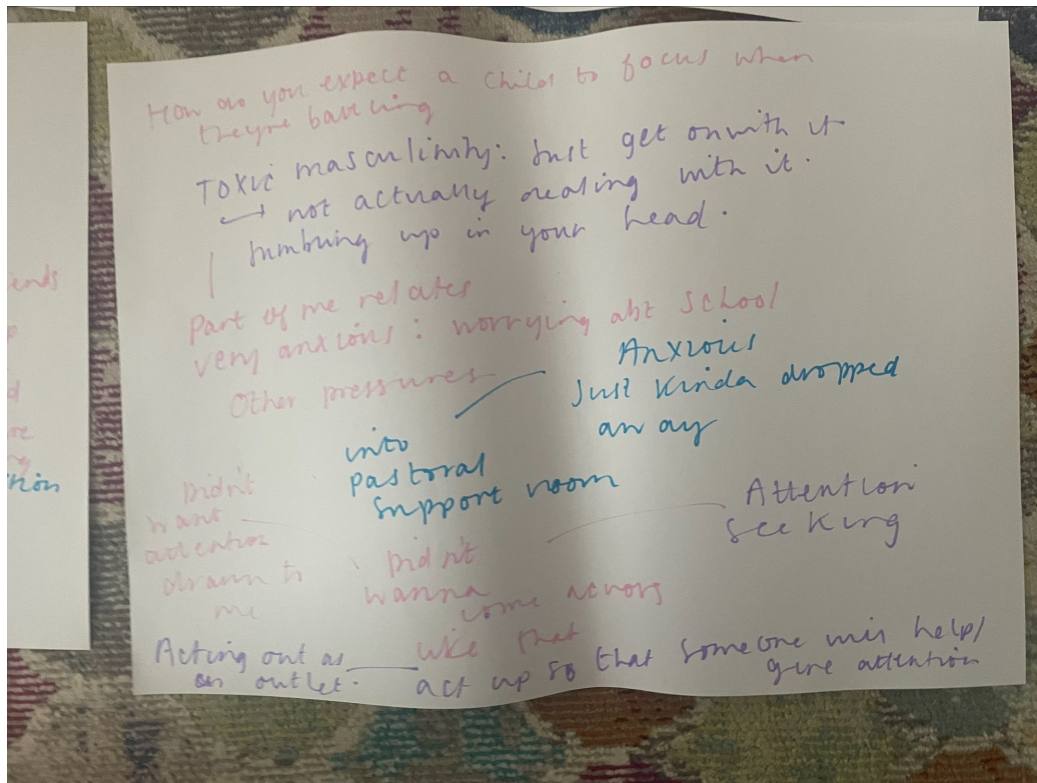 How do you expect a child to focus when
they're battling
Toxic masculinity: Just get on with it
↳ not actually dealing with it.
bumbling up in your head.
Part of me relates
very anxious: worrying abt school
Other pressures
Anxious
Just kinda dropped
away
into
pastoral
support room
Didn't
want
attention
drawn to
me
Attention
seeking
Didn't
wanna
come across
like that
Acting out as
an outlet.
act up so that someone will help/
give attention
ends